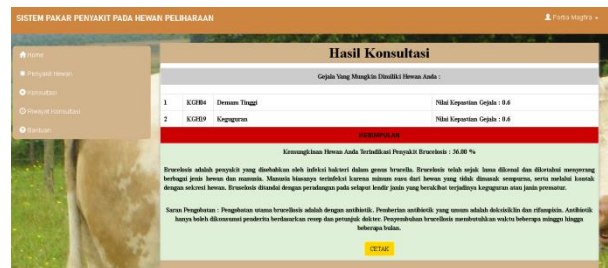 SISTEM PAKAR PENYAKIT PADA HEWAN PELIHARAAN
Fartia Magfira
Home
Penyakit Hewan
Konsultasi
Riwayat Konsultasi
Bantuan
Hasil Konsultasi
Gejala Yang Mungkin Dimiliki Hewan Anda :
1 KGH04 Demam Tinggi Nilai Kepastian Gejala : 0.6
2 KGH19 Keguguran Nilai Kepastian Gejala : 0.6
KESIMPULAN
Kemungkinan Hewan Anda Terindikasi Penyakit Brucelosis : 36.00 %
Brucelosis adalah penyakit yang disebabkan oleh infeksi bakteri dalam genus brucella. Brucelosis telah sejak lama dikenal dan diketahui menyerang
berbagai jenis hewan dan manusia. Manusia biasanya terinfeksi karena minum susu dari hewan yang tidak dimasak sempurna, serta melalui kontak
dengan sekresi hewan. Bruselosis ditandai dengan peradangan pada selaput lendir janin yang berakibat terjadinya keguguran atau janin prematur.
Saran Pengobatan : Pengobatan utama brucellosis adalah dengan antibiotik. Pemberian antibiotik yang umum adalah doksisiklin dan rifampisin. Antibiotik
hanya boleh dikonsumsi penderita berdasarkan resep dan petunjuk dokter. Penyembuhan brucellosis membutuhkan waktu beberapa minggu hingga
beberapa bulan.
CETAK